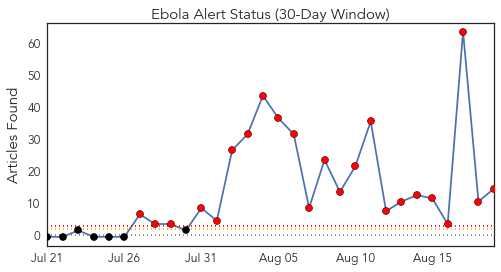 Ebola Alert Status (30-Day Window)
Articles Found
60
50
40
30
20
10
0
Jul 21
Jul 26
Jul 31
Aug 05
Aug 10
Aug 15